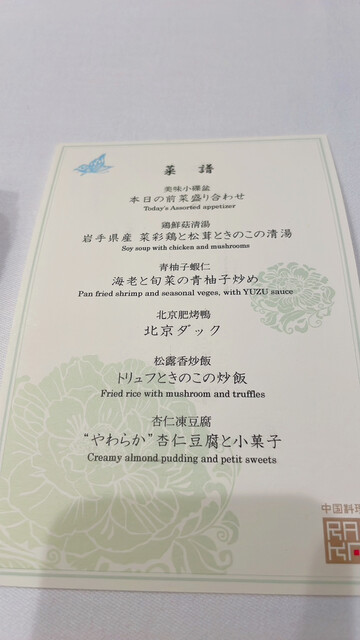 菜譜
美味小碟盆
本日の前菜盛り合わせ
Today's Assorted appetizer
鶏鮮菇清湯
岩手県産 菜彩鶏と松茸ときのこの清湯
Soy soup with chicken and mushrooms
青柚子蝦仁
海老と旬菜の青柚子炒め
Pan fried shrimp and seasonal veges, with YUZU sauce
北京肥烤鴨
北京ダック
松露香炒飯
トリュフときのこの炒飯
Fried rice with mushroom and truffles
杏仁凍豆腐
“やわらか”杏仁豆腐と小菓子
Creamy almond pudding and petit sweets
中国料理